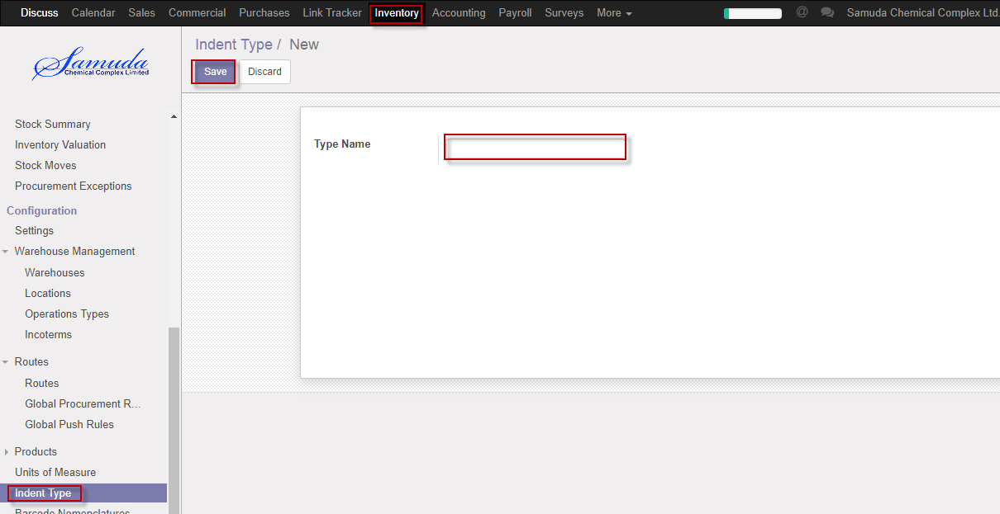 Discuss Calendar Sales Commercial Purchases Link Tracker Inventory Accounting Payroll Surveys More @ Samuda Chemical Complex Ltd.
Samuda
Chemical Complex Limited
Indent Type / New
Save Discard
Stock Summary
Inventory Valuation
Stock Moves
Procurement Exceptions
Configuration
Settings
Warehouse Management
Warehouses
Locations
Operations Types
Incoterms
Routes
Routes
Global Procurement R...
Global Push Rules
Products
Units of Measure
Indent Type
Barcode Nomenclatures
Type Name